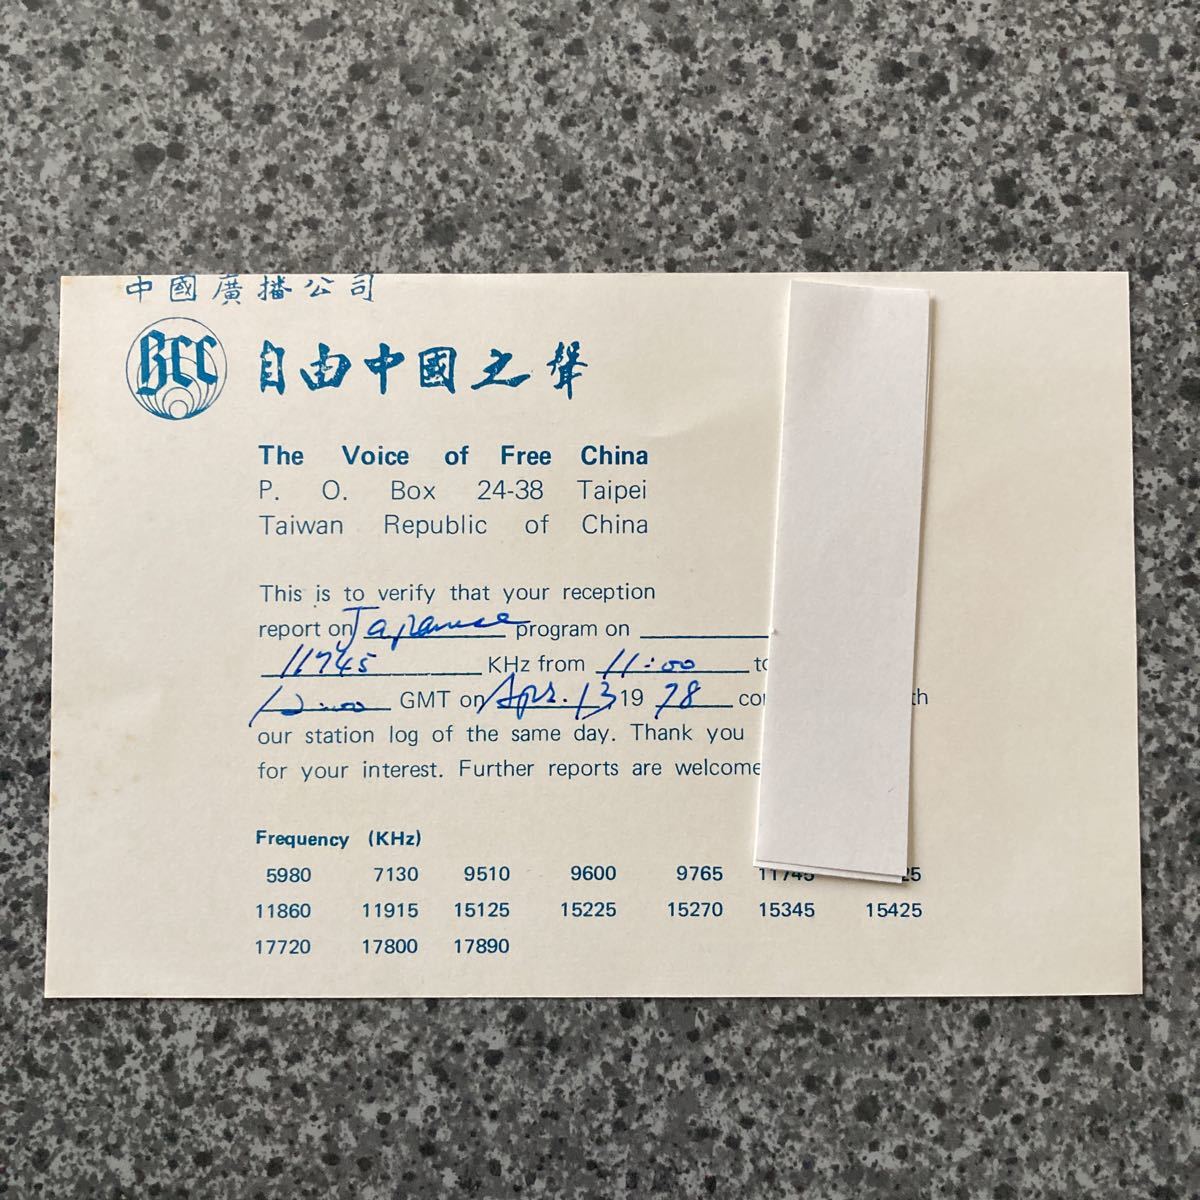 中國廣播公司
BCC
自由中國之聲
The Voice of Free China
P. O. Box 24-38 Taipei
Taiwan Republic of China
This is to verify that your reception
report on Japanese program on
11745 KHz from 11:00
12:00 GMT on Apr. 13 1978
our station log of the same day. Thank you
for your interest. Further reports are welcome
Frequency (KHz)
5980 7130 9510 9600 9765 11745
11860 11915 15125 15225 15270 15345 15425
17720 17800 17890